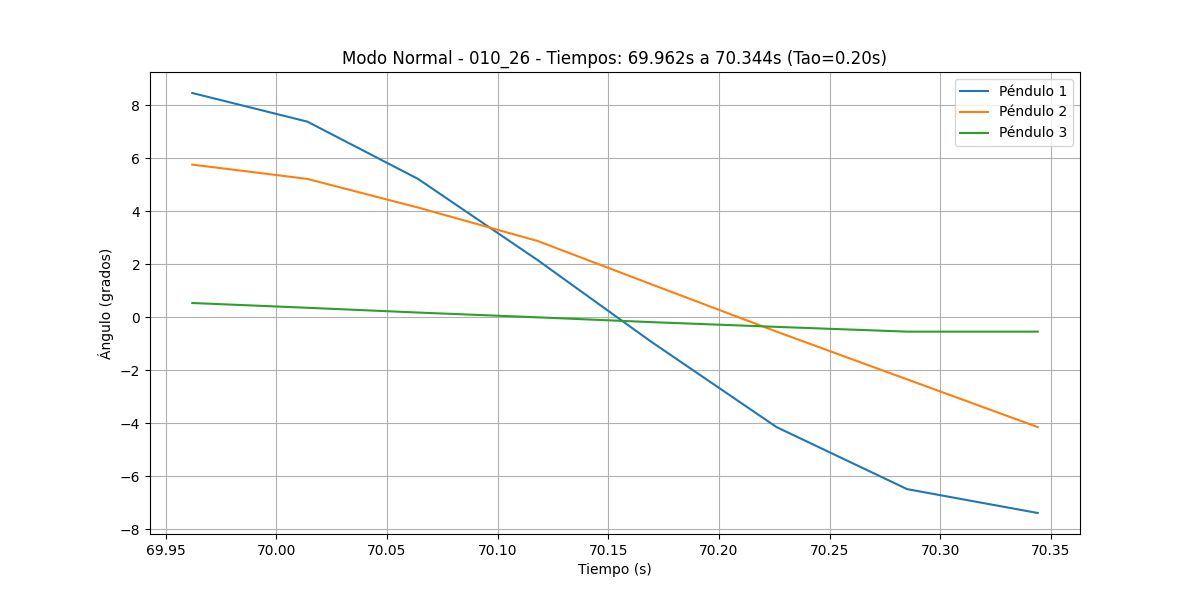 Modo Normal - 010_26 - Tiempos: 69.962s a 70.344s (Tao=0.20s)
Péndulo 1
Péndulo 2
Péndulo 3
Ángulo (grados)
8
6
4
2
0
−2
−4
−6
−8
69.95 70.00 70.05 70.10 70.15 70.20 70.25 70.30 70.35
Tiempo (s)